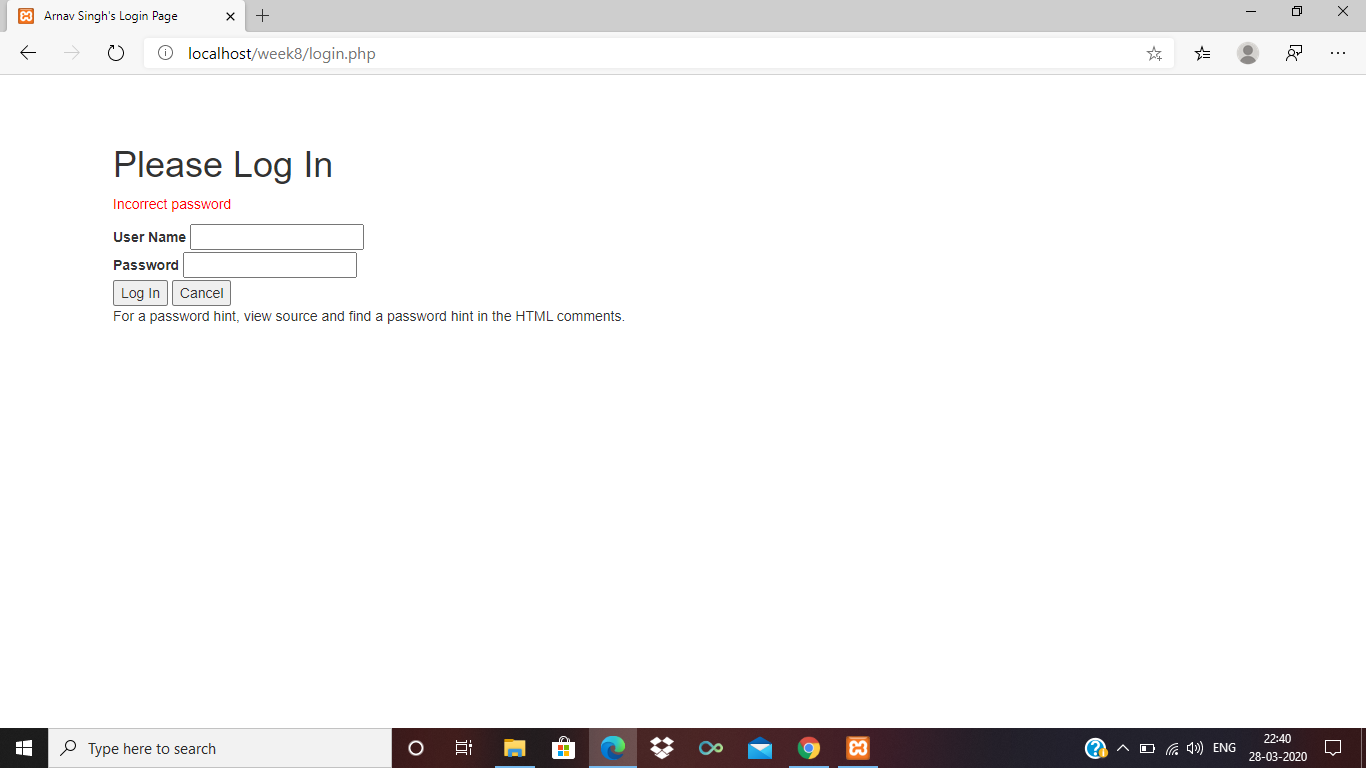 Arnav Singh's Login Page
localhost/week8/login.php
Please Log In
Incorrect password
User Name
Password
Log In Cancel
For a password hint, view source and find a password hint in the HTML comments.
Type here to search
ENG
22:40
28-03-2020